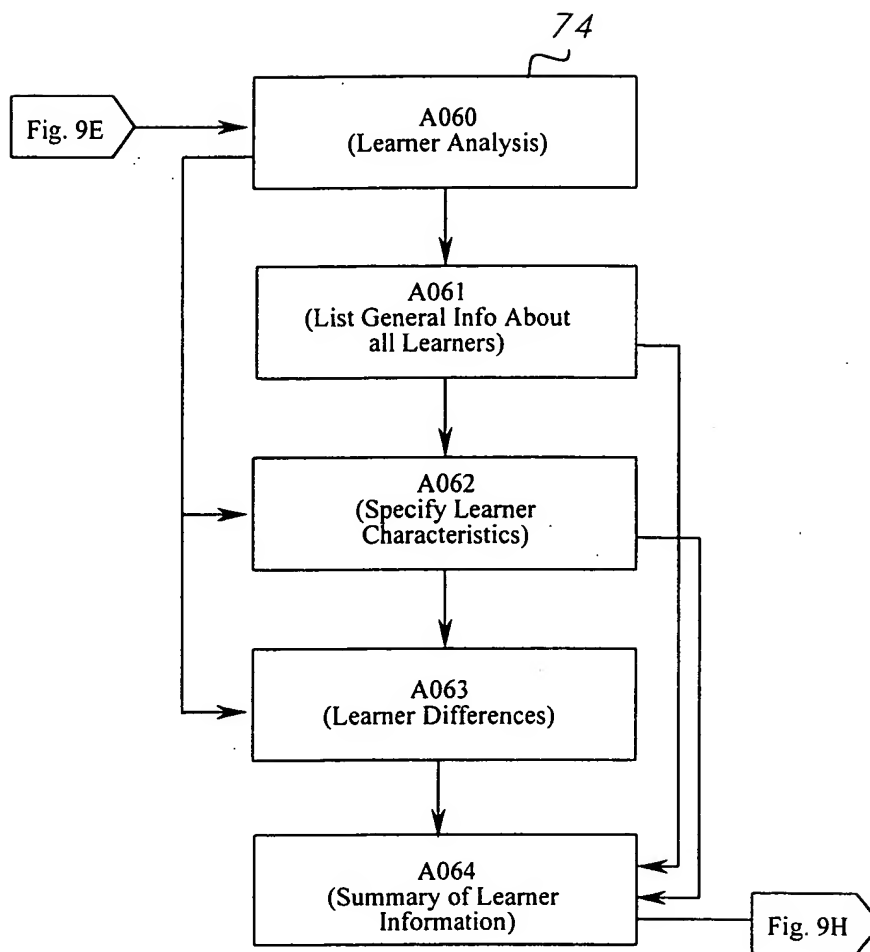 74
Fig. 9E
A060
(Learner Analysis)
A061
(List General Info About
all Learners)
A062
(Specify Learner
Characteristics)
A063
(Learner Differences)
A064
(Summary of Learner
Information)
Fig. 9H